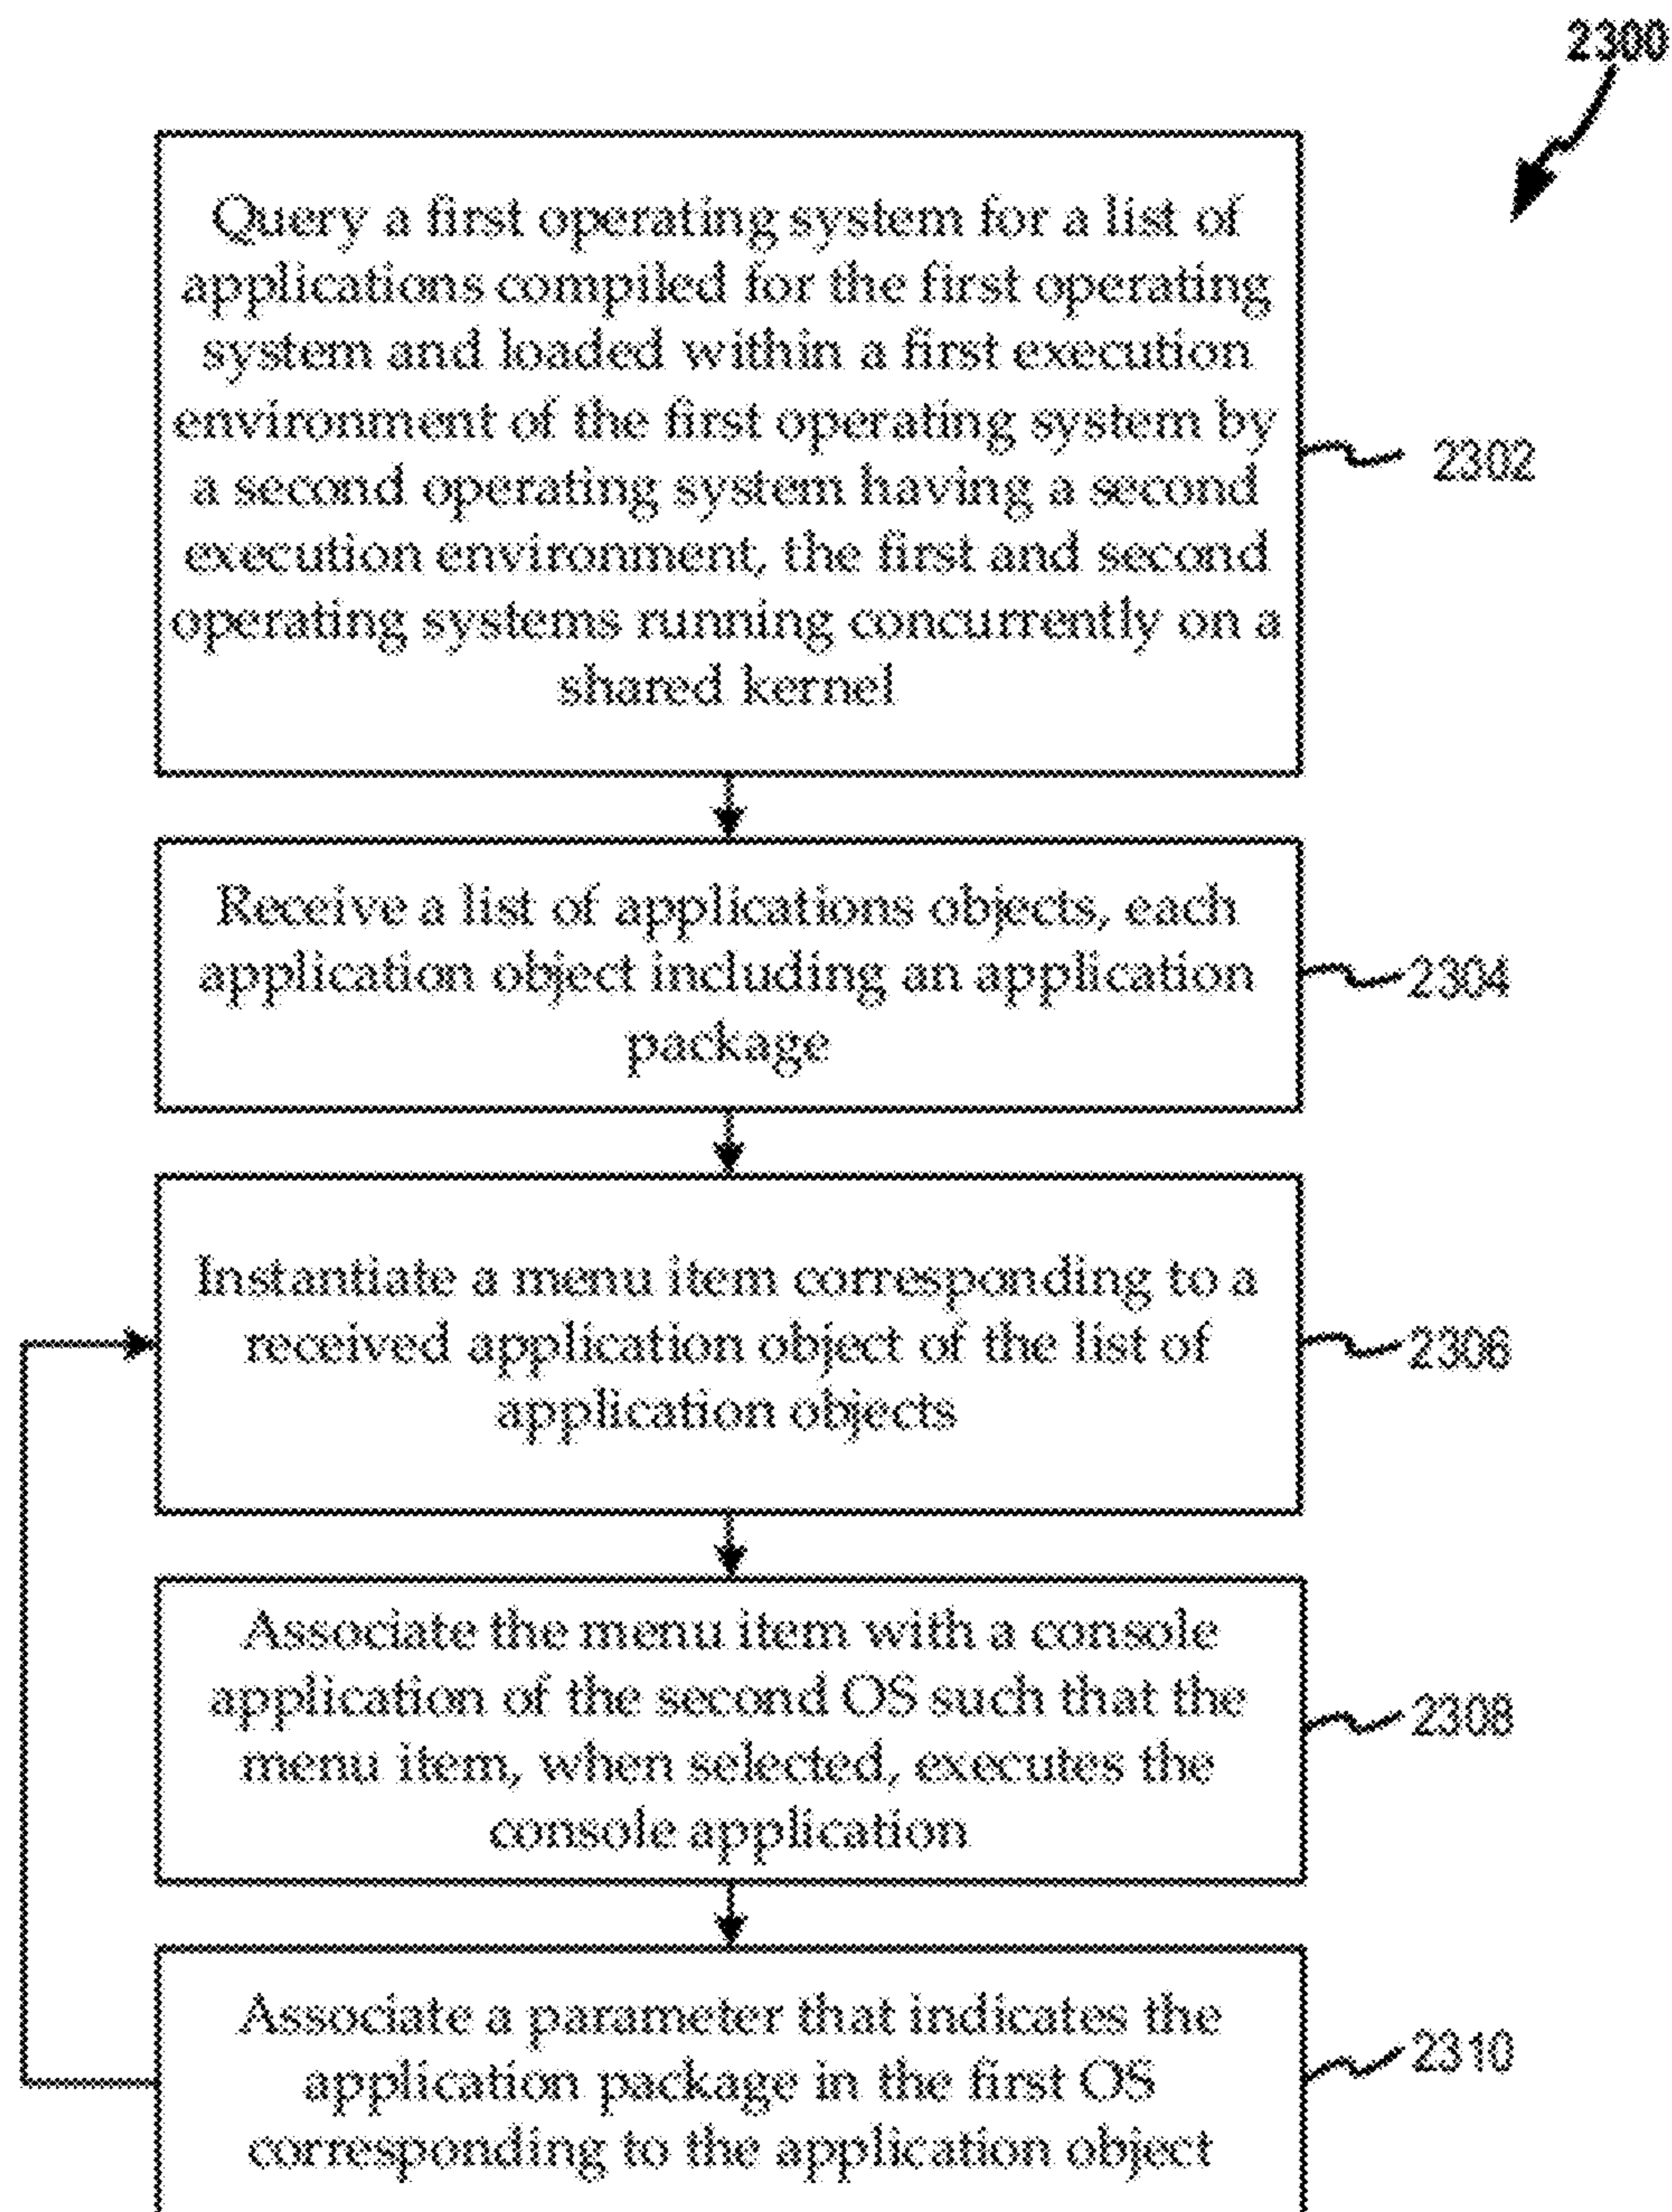 2300
Query a first operating system for a list of
applications compiled for the first operating
system and loaded within a first execution
environment of the first operating system by
a second operating system having a second
execution environment, the first and second
operating systems running concurrently on a
shared kernel
2302
Receive a list of applications objects, each
application object including an application
package
2304
Instantiate a menu item corresponding to a
received application object of the list of
application objects
2306
Associate the menu item with a console
application of the second OS such that the
menu item, when selected, executes the
console application
2308
Associate a parameter that indicates the
application package in the first OS
corresponding to the application object
2310